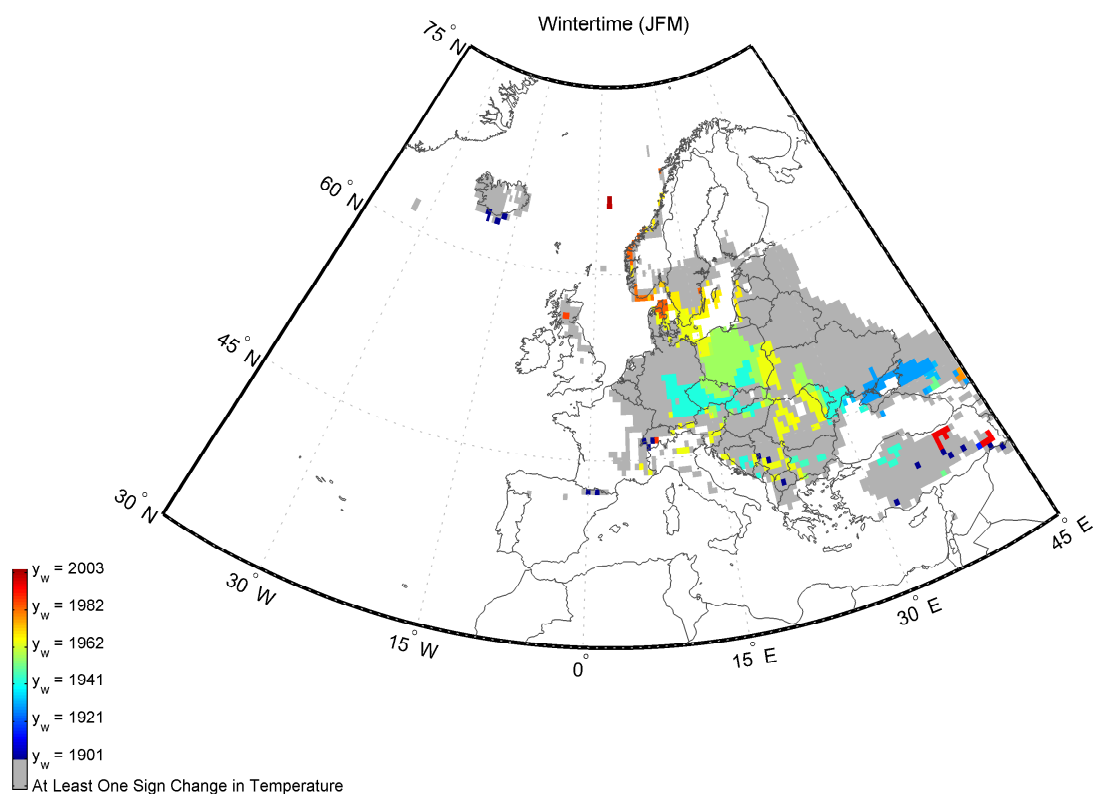 Wintertime (JFM)
75° N
60° N
45° N
30° N
30° W
15° W
0°
15° E
30° E
45° E
y_w = 2003
y_w = 1982
y_w = 1962
y_w = 1941
y_w = 1921
y_w = 1901
At Least One Sign Change in Temperature